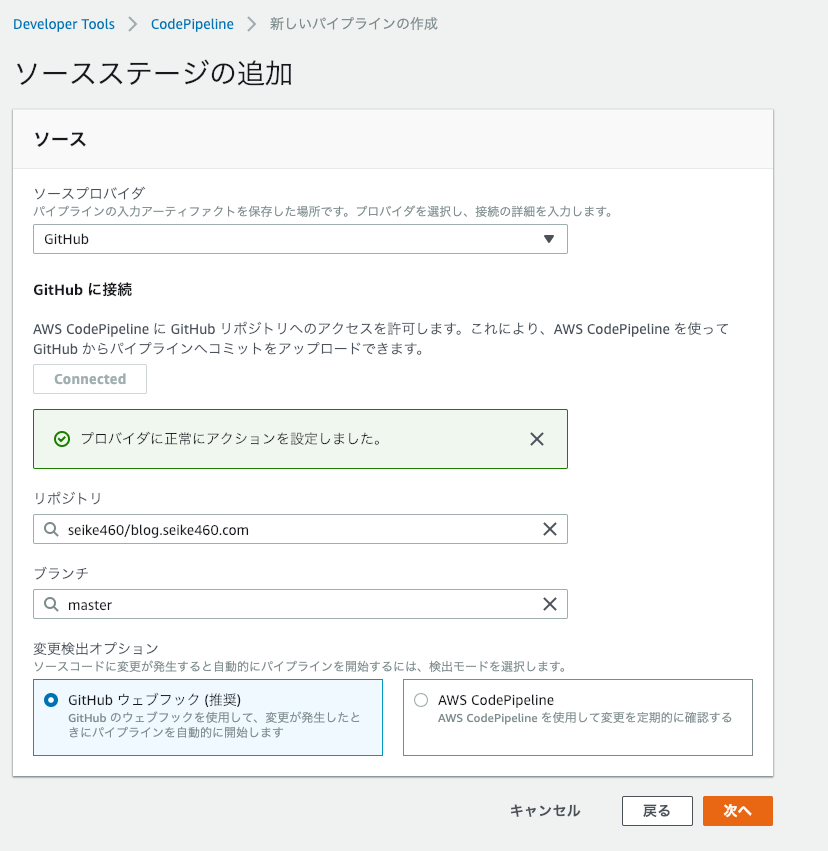 Developer Tools > CodePipeline > 新しいパイプラインの作成
ソースステージの追加
ソース
ソースプロバイダ
パイプラインの入力アーティファクトを保存した場所です。プロバイダを選択し、接続の詳細を入力します。
GitHub
GitHub に接続
AWS CodePipeline に GitHub リポジトリへのアクセスを許可します。これにより、AWS CodePipeline を使って
GitHub からパイプラインへコミットをアップロードできます。
Connected
プロバイダに正常にアクションを設定しました。
リポジトリ
seike460/blog.seike460.com
ブランチ
master
変更検出オプション
ソースコードに変更が発生すると自動的にパイプラインを開始するには、検出モードを選択します。
GitHub ウェブフック (推奨)
GitHub のウェブフックを使用して、変更が発生したと
きにパイプラインを自動的に開始します
AWS CodePipeline
AWS CodePipeline を使用して変更を定期的に確認する
キャンセル
戻る
次へ